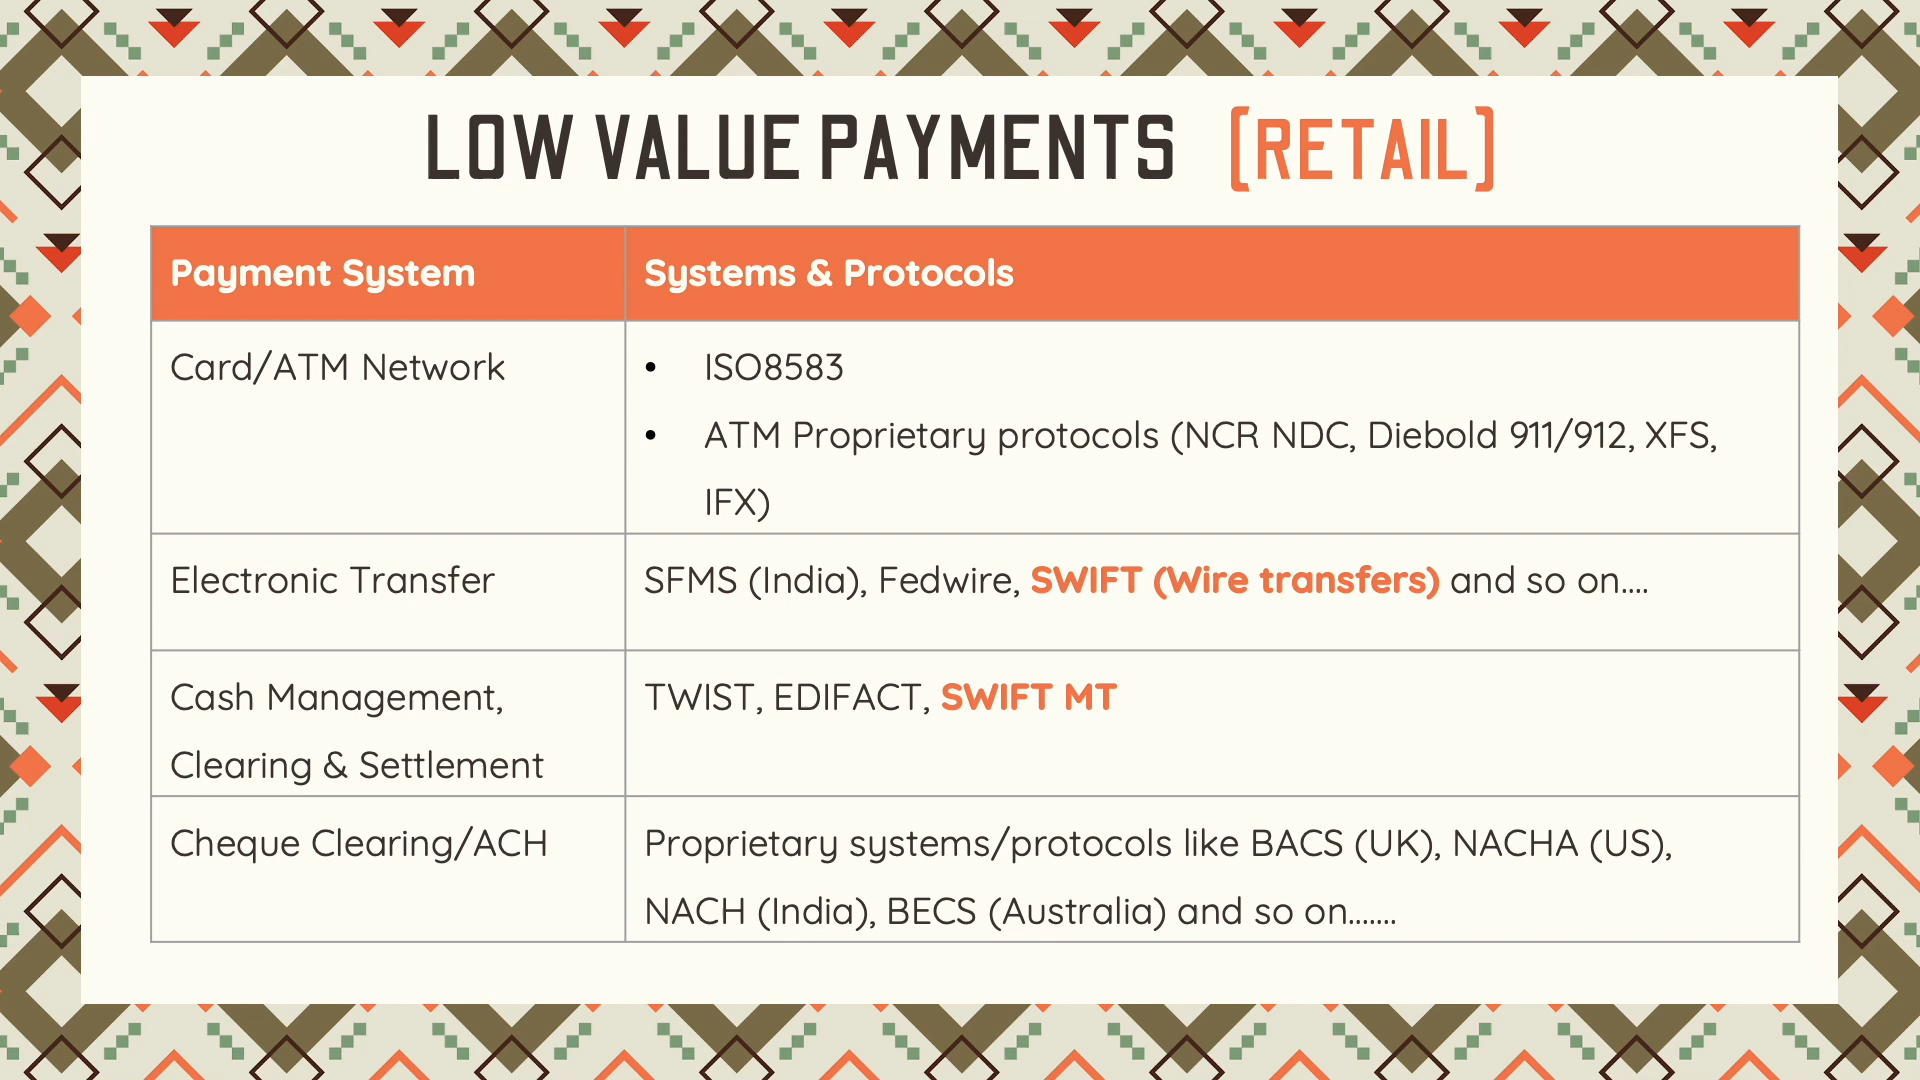 LOW VALUE PAYMENTS [RETAIL]
Payment System
Systems & Protocols
Card/ATM Network
• ISO8583
• ATM Proprietary protocols (NCR NDC, Diebold 911/912, XFS,
IFX)
Electronic Transfer
SFMS (India), Fedwire, SWIFT (Wire transfers) and so on....
Cash Management,
Clearing & Settlement
TWIST, EDIFACT, SWIFT MT
Cheque Clearing/ACH
Proprietary systems/protocols like BACS (UK), NACHA (US),
NACH (India), BECS (Australia) and so on.......